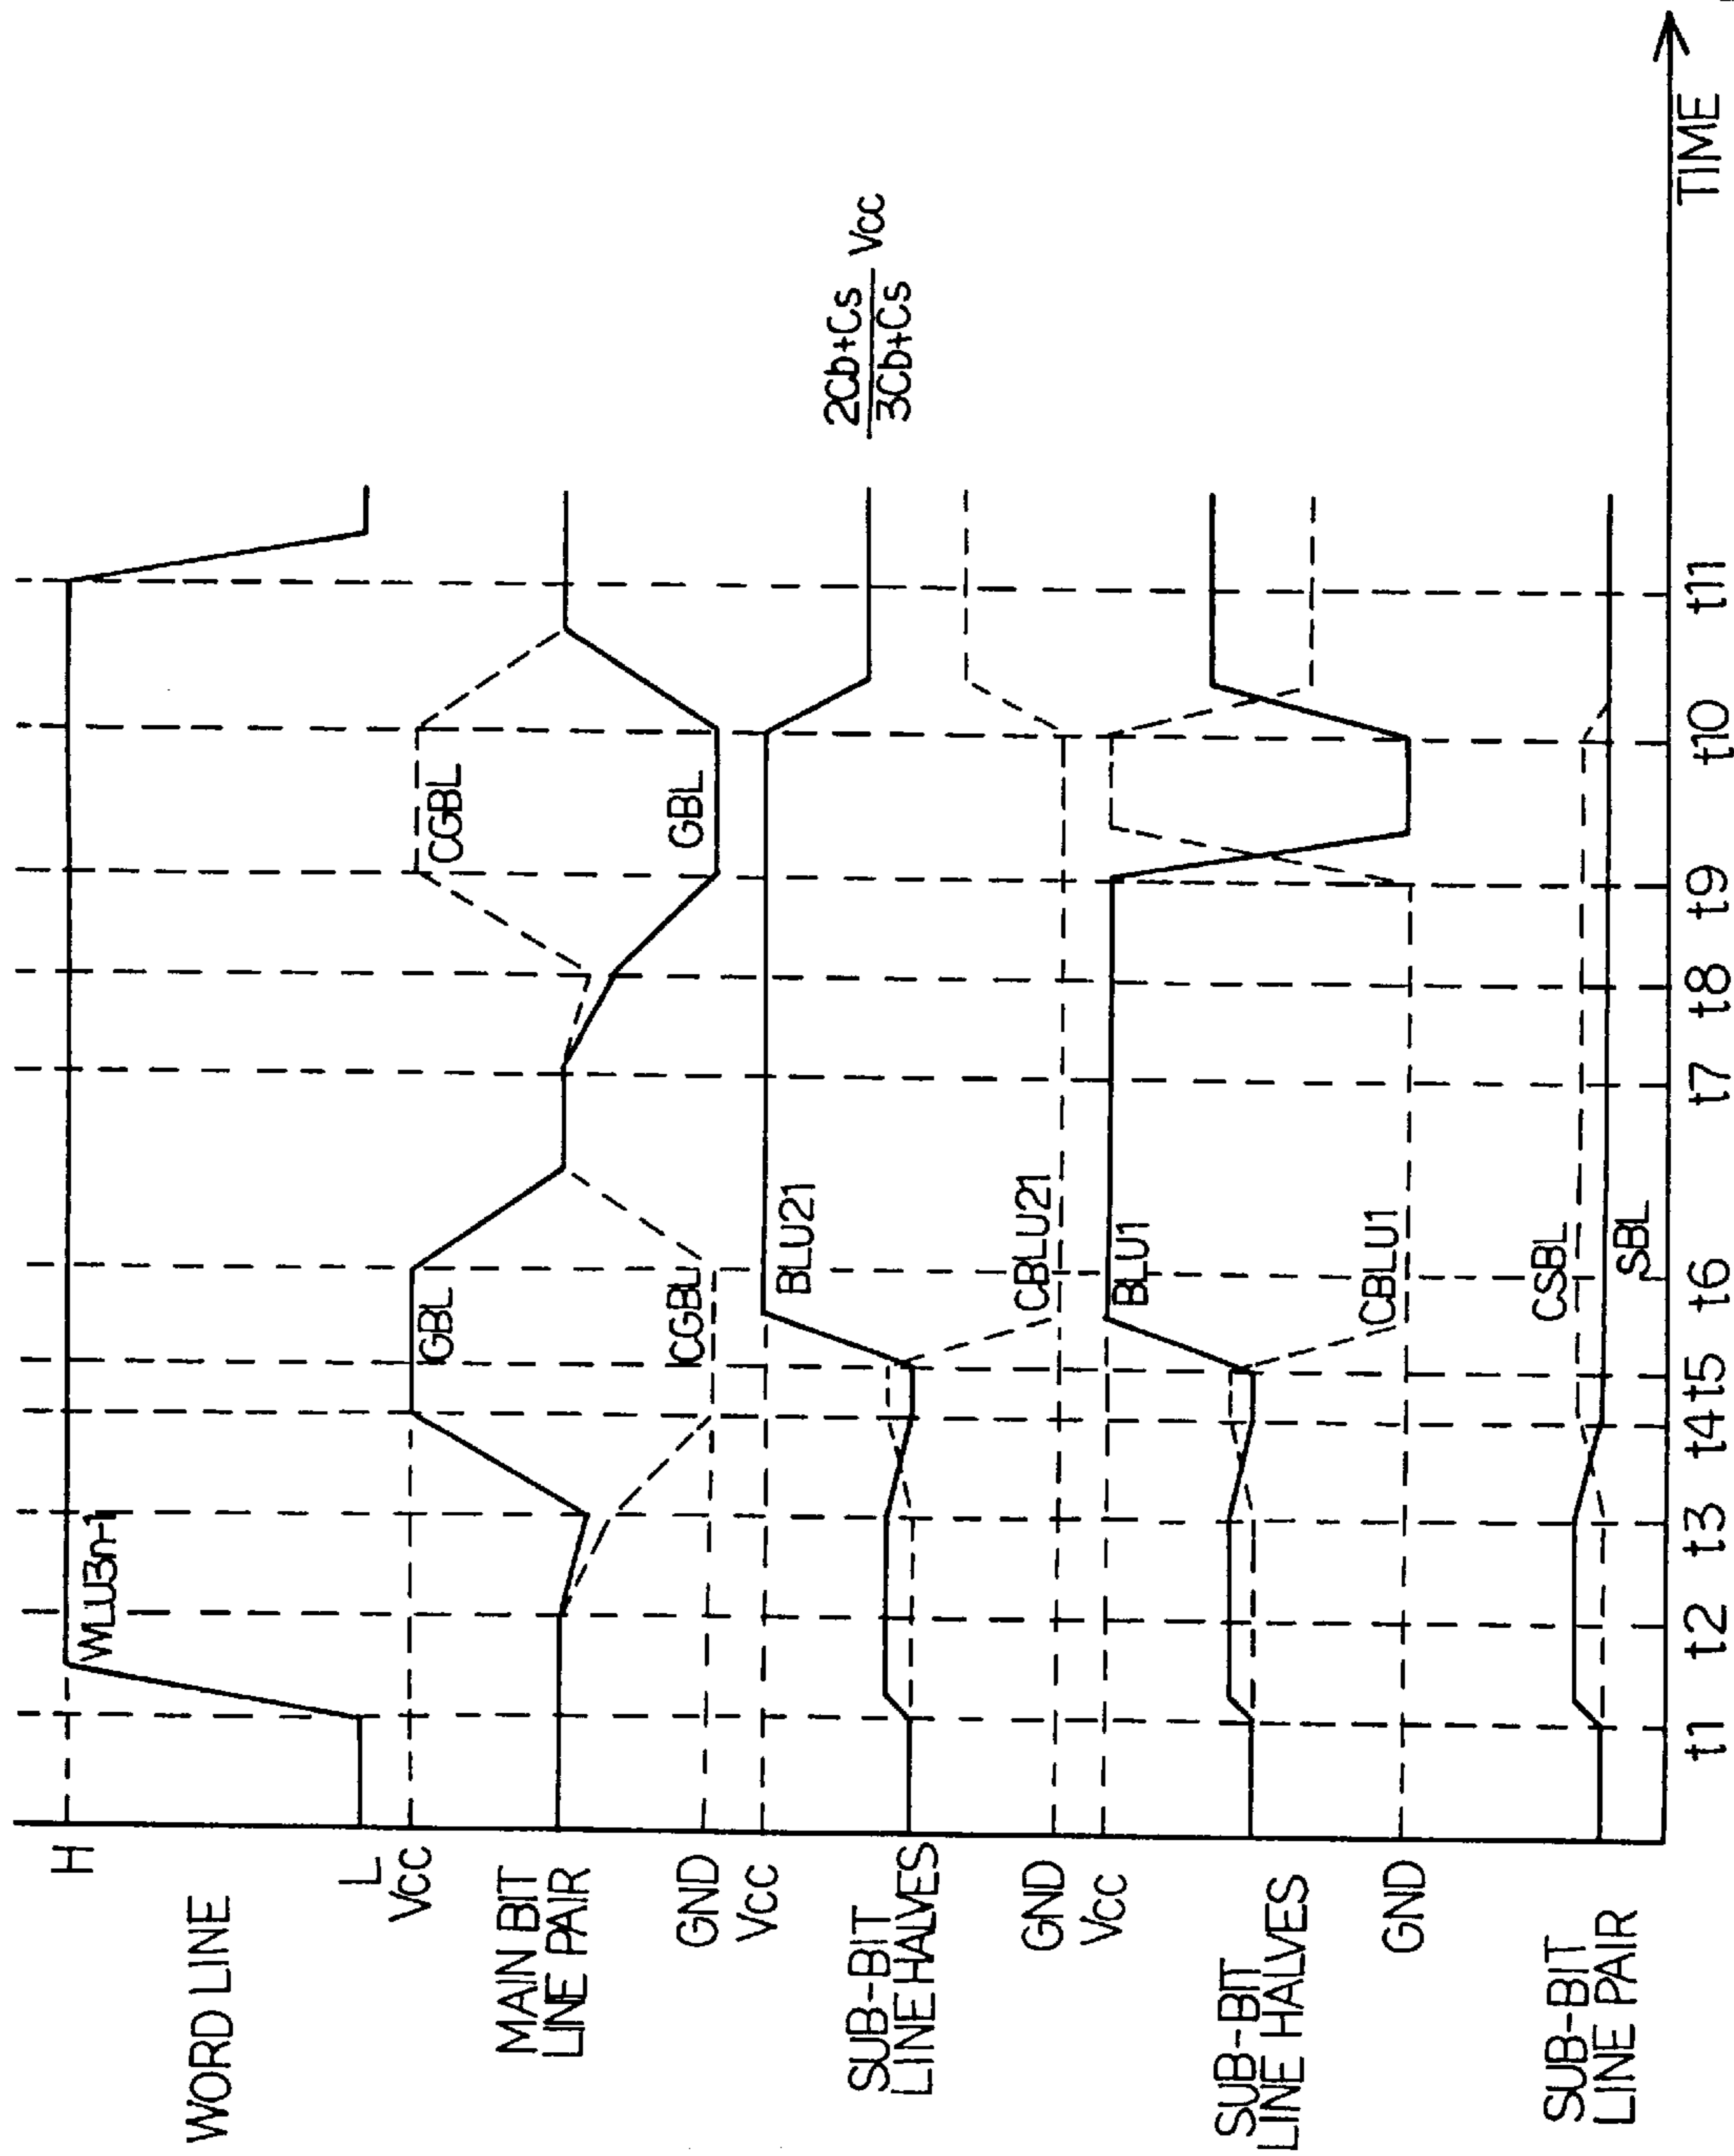 WORD LINE
H
L
WLU3n-1
MAIN BIT
LINE PAIR
Vcc
GND
GBL
CGBL
CGBL
GBL
SUB-BIT
LINE HALVES
Vcc
GND
BLU21
CBLU21
2Cb+Cs
3Cb+Cs
Vcc
SUB-BIT
LINE HALVES
Vcc
GND
BLU1
CBLU1
SUB-BIT
LINE PAIR
CSBL
SBL
t1 t2 t3 t4 t5 t6 t7 t8 t9 t10 t11
TIME